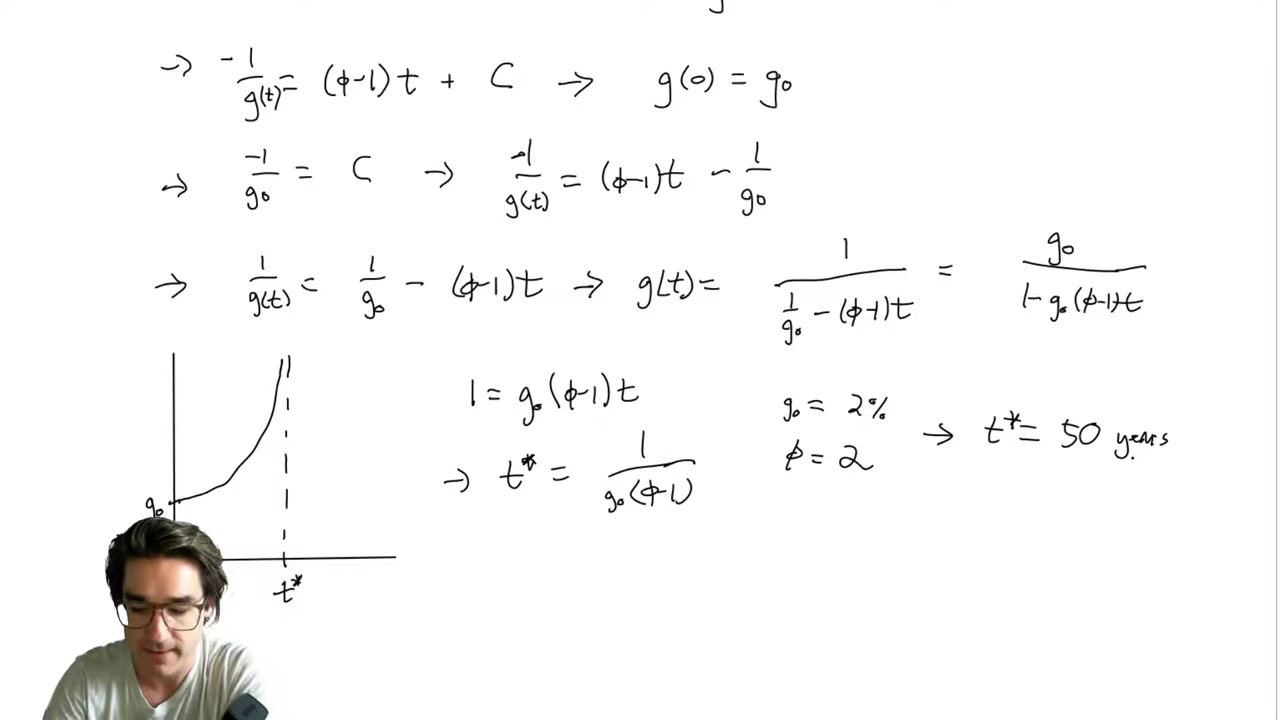 → -1/g(t) = (ϕ-1)t + C → g(0) = g₀
→ -1/g₀ = C → -1/g(t) = (ϕ-1)t - 1/g₀
→ 1/g(t) = 1/g₀ - (ϕ-1)t → g(t) = 1/(1/g₀ - (ϕ-1)t) = g₀/(1-g₀(ϕ-1)t)
1 = g₀(ϕ-1)t
→ t* = 1/(g₀(ϕ-1))
g₀ = 2%
ϕ = 2
→ t* = 50 years
g₀
t*